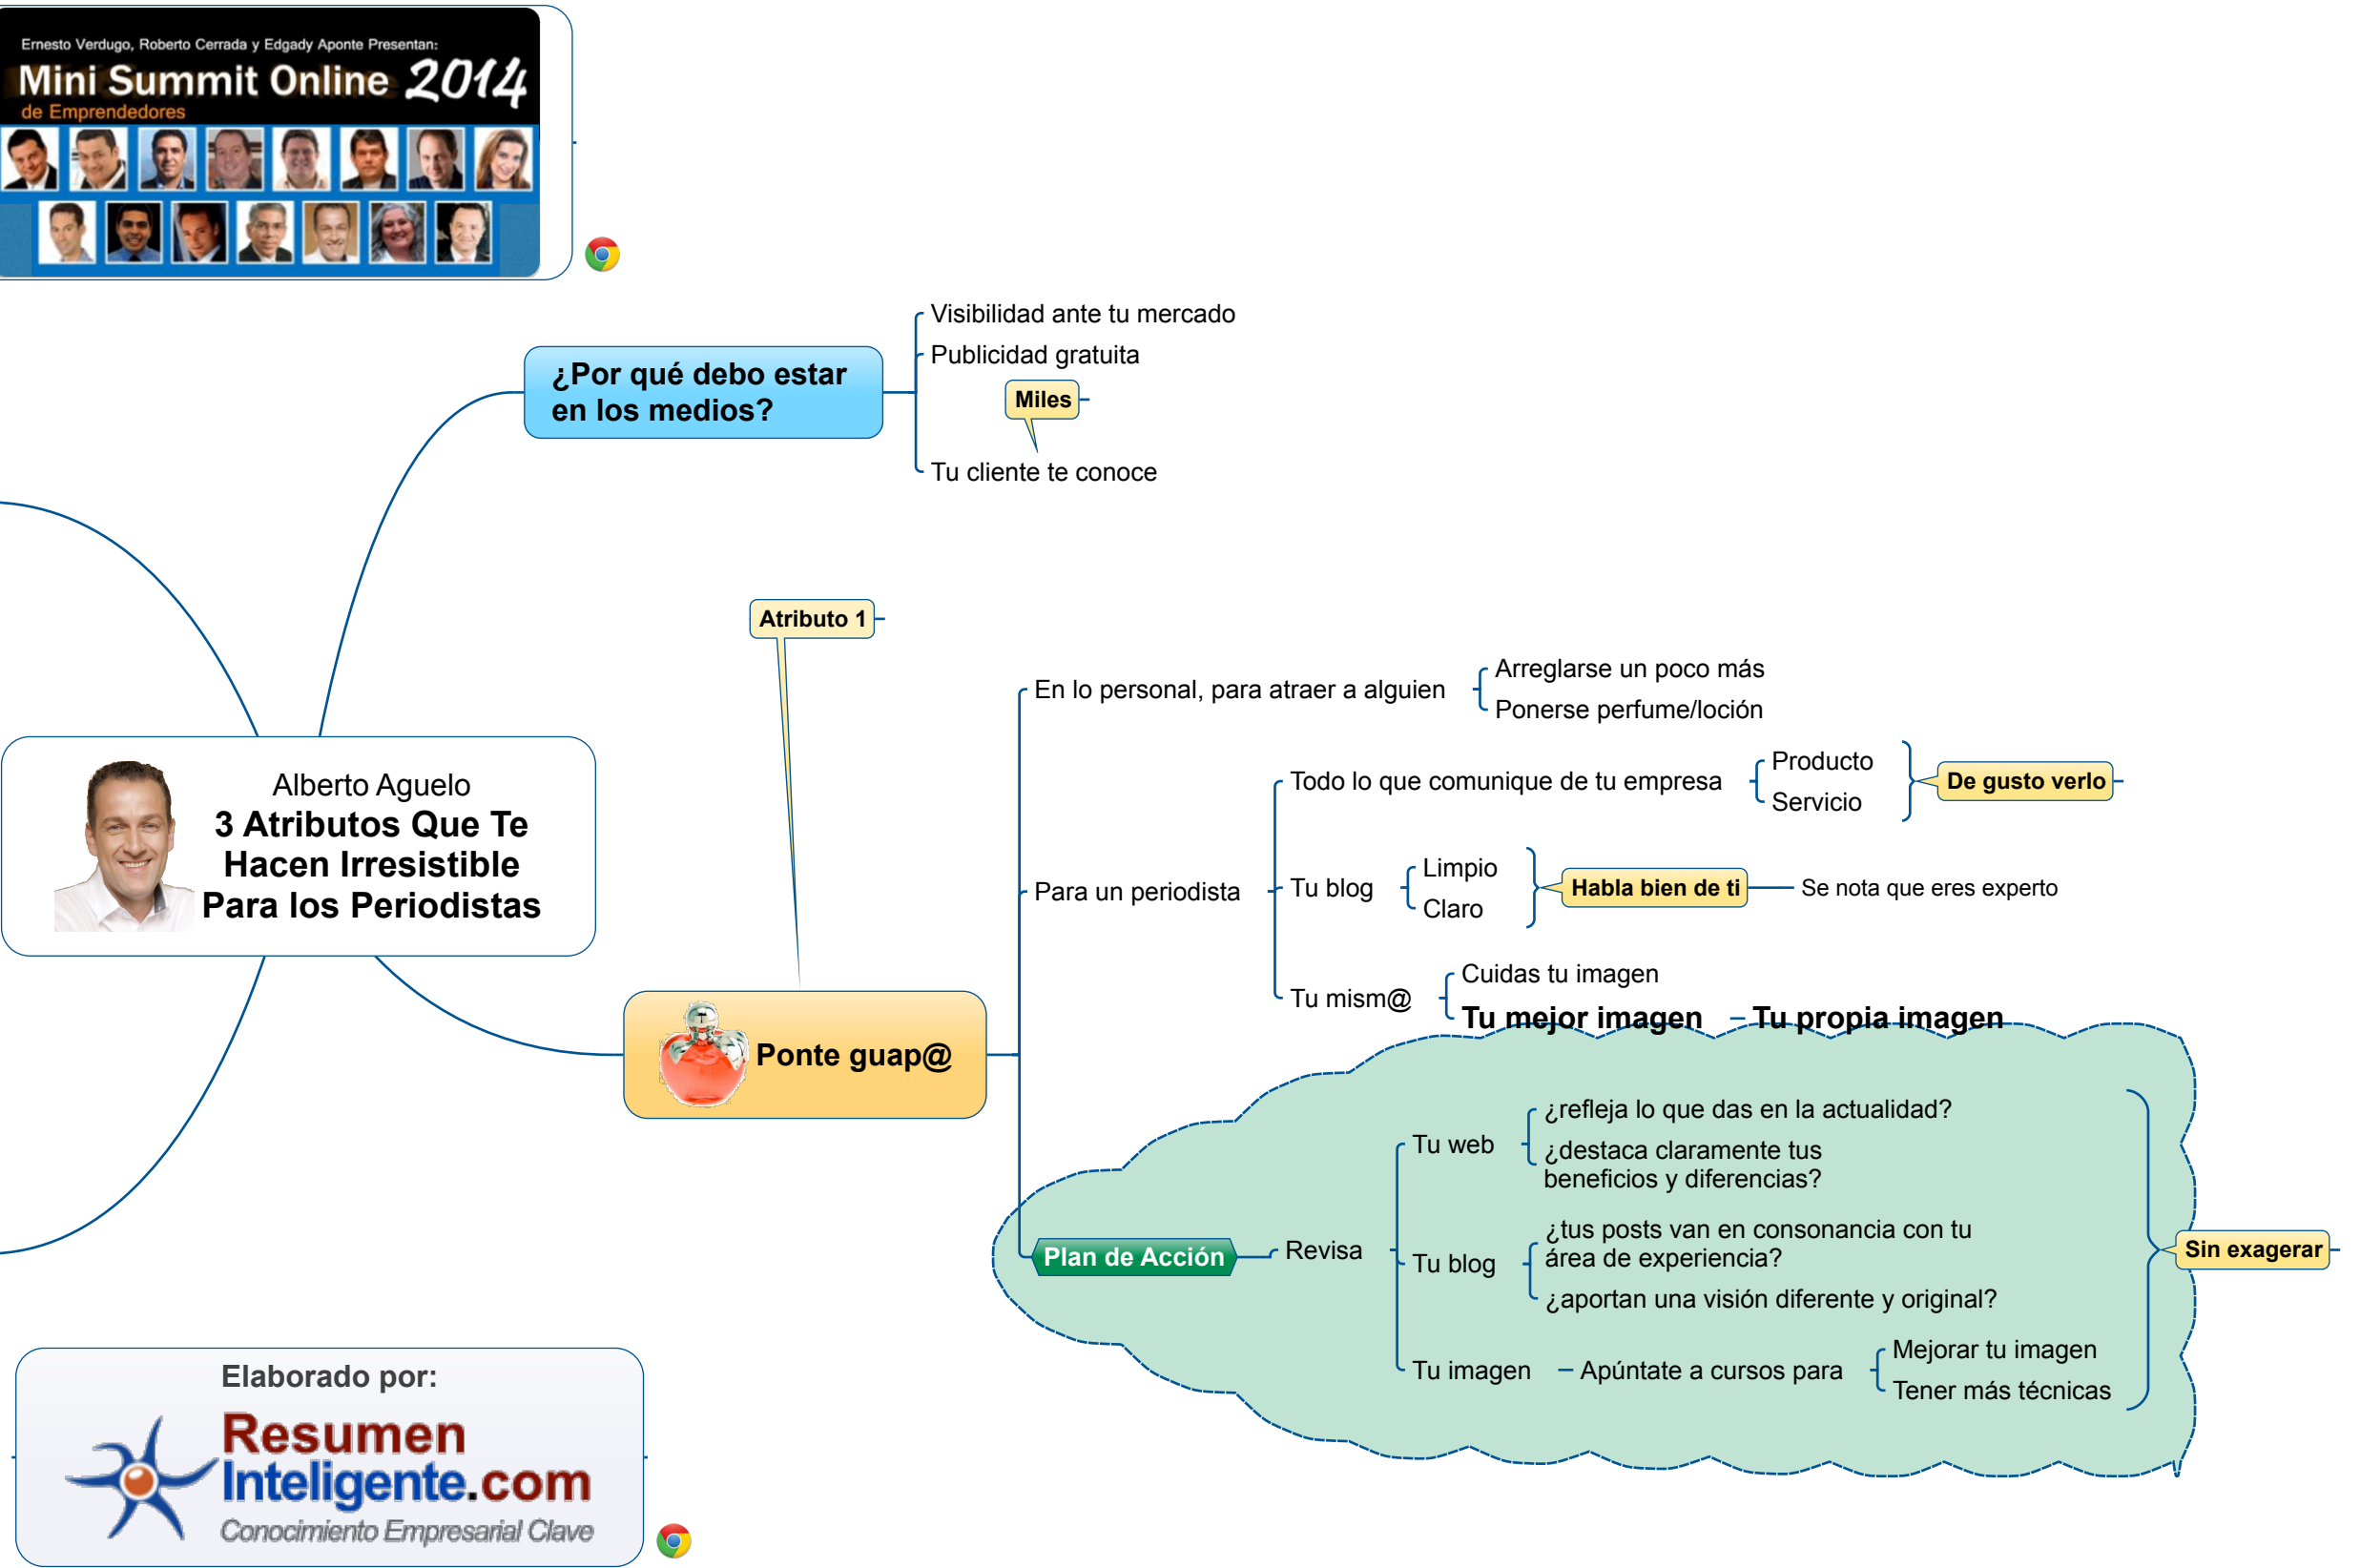 Ernesto Verdugo, Roberto Cerrada y Edgady Aponte Presentan:
Mini Summit Online 2014
de Emprendedores
¿Por qué debo estar
en los medios?
Visibilidad ante tu mercado
Publicidad gratuita
Miles
Tu cliente te conoce
Alberto Aguelo
3 Atributos Que Te
Hacen Irresistible
Para los Periodistas
Atributo 1
Ponte guap@
En lo personal, para atraer a alguien
Arreglarse un poco más
Ponerse perfume/loción
Para un periodista
Todo lo que comunique de tu empresa
Producto
Servicio
De gusto verlo
Tu blog
Limpio
Claro
Habla bien de ti
Se nota que eres experto
Tu mism@
Cuidas tu imagen
Tu mejor imagen
Tu propia imagen
Plan de Acción
Revisa
Tu web
¿refleja lo que das en la actualidad?
¿destaca claramente tus
beneficios y diferencias?
Tu blog
¿tus posts van en consonancia con tu
área de experiencia?
¿aportan una visión diferente y original?
Tu imagen
Apúntate a cursos para
Mejorar tu imagen
Tener más técnicas
Sin exagerar
Elaborado por:
Resumen
Inteligente.com
Conocimiento Empresarial Clave